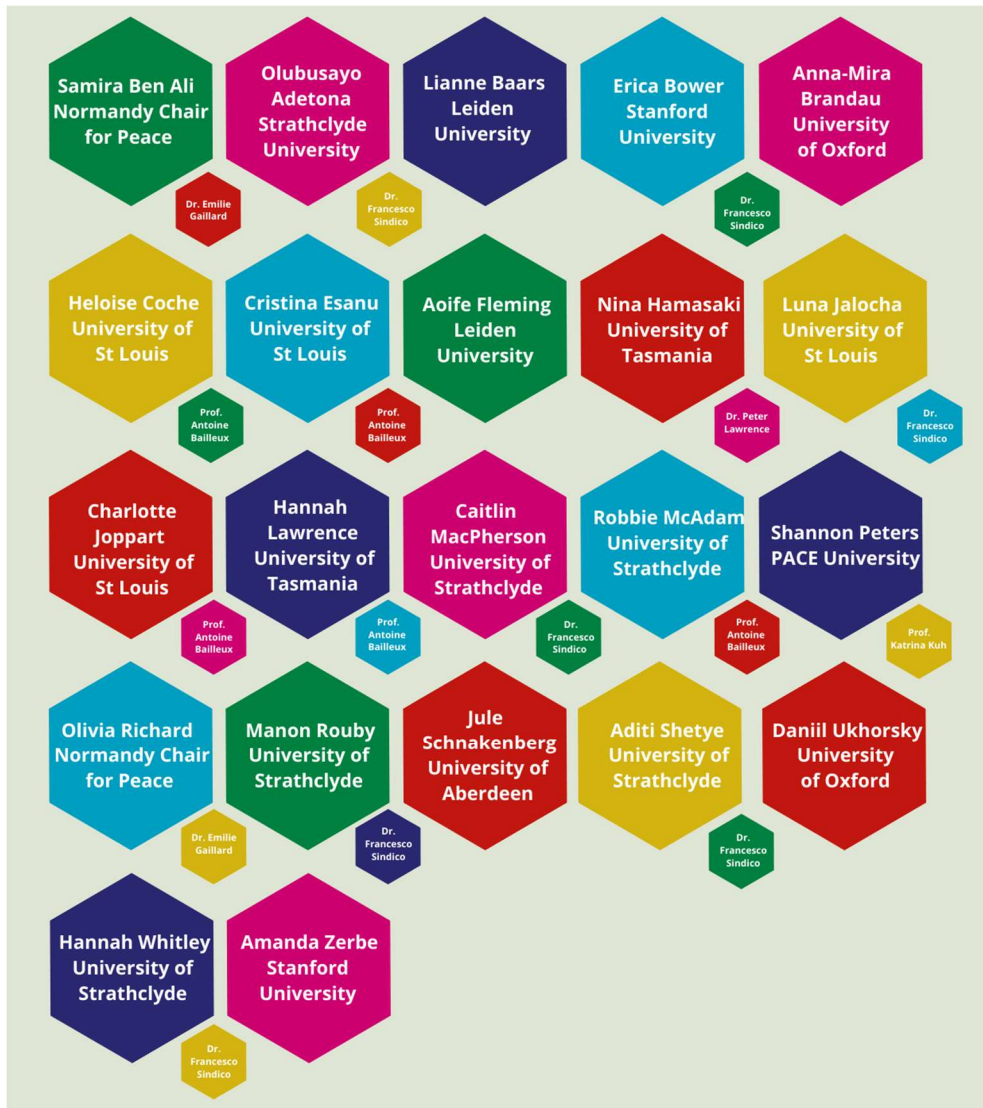 Samira Ben Ali
Normandy Chair
for Peace
Dr. Emilie
Gaillard
Olubusayo
Adetona
Strathclyde
University
Dr.
Francesco
Sindico
Lianne Baars
Leiden
University
Erica Bower
Stanford
University
Dr.
Francesco
Sindico
Anna-Mira
Brandau
University
of Oxford
Heloise Coche
University of
St Louis
Prof.
Antoine
Bailleux
Cristina Esanu
University of
St Louis
Prof.
Antoine
Bailleux
Aoife Fleming
Leiden
University
Nina Hamasaki
University of
Tasmania
Dr. Peter
Lawrence
Luna Jalocha
University of
St Louis
Dr.
Francesco
Sindico
Charlotte
Joppart
University of
St Louis
Prof.
Antoine
Bailleux
Hannah
Lawrence
University of
Tasmania
Prof.
Antoine
Bailleux
Caitlin
MacPherson
University of
Strathclyde
Dr.
Francesco
Sindico
Robbie McAdam
University of
Strathclyde
Prof.
Antoine
Bailleux
Shannon Peters
PACE University
Prof.
Katrina Kuh
Olivia Richard
Normandy Chair
for Peace
Dr. Emilie
Gaillard
Manon Rouby
University of
Strathclyde
Dr.
Francesco
Sindico
Jule
Schnakenberg
University of
Aberdeen
Aditi Shetye
University of
Strathclyde
Dr.
Francesco
Sindico
Daniil Ukhorsky
University
of Oxford
Hannah Whitley
University of
Strathclyde
Dr.
Francesco
Sindico
Amanda Zerbe
Stanford
University